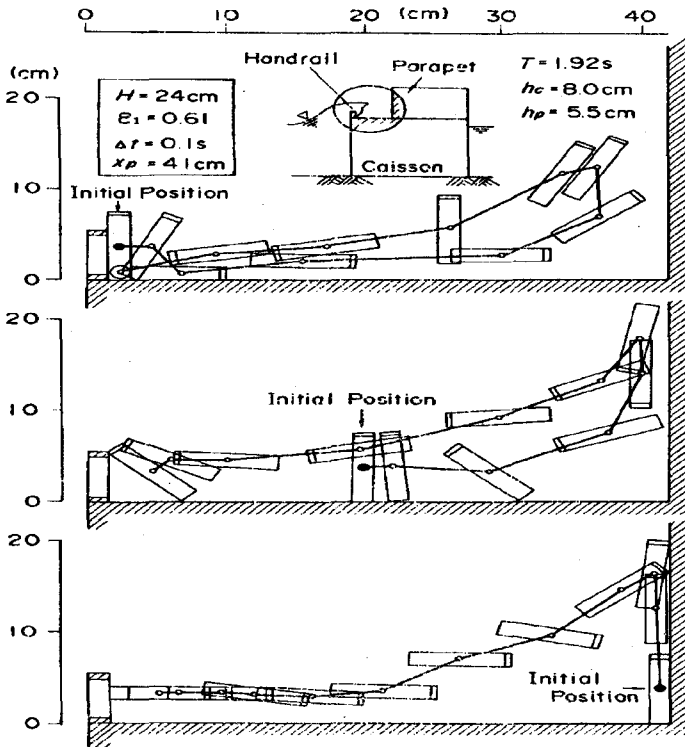 0 10 20 30 40
(cm) (cm)
(cm)
Handrail
Parapet
T = 1.92s
hc = 8.0cm
hp = 5.5cm
H = 24cm
e1 = 0.61
Δt = 0.1s
xp = 41cm
Caisson
Initial Position
20
10
0
20
Initial Position
10
0
20
10
Initial
Position
0